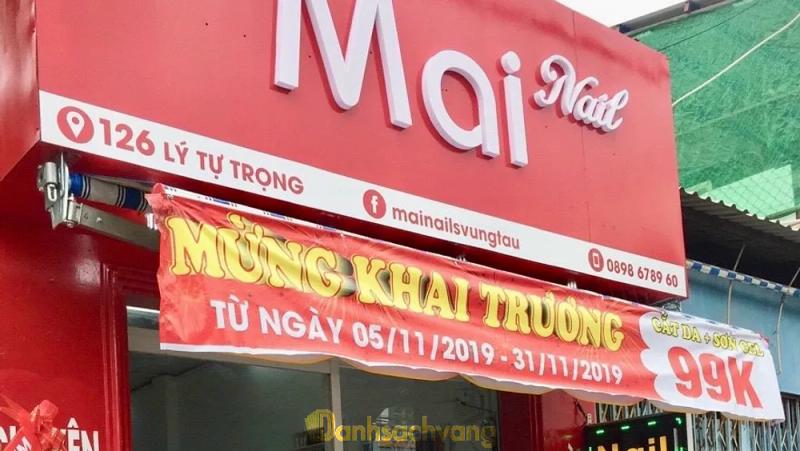 Mai Nail
126 LÝ TỰ TRỌNG
mainailsvungtau
0898 6789 60
MỪNG KHAI TRƯƠNG
TỪ NGÀY 05/11/2019 - 31/11/2019
CẮT DA + SƠN GEL
99K
Danhsachvang
Nail